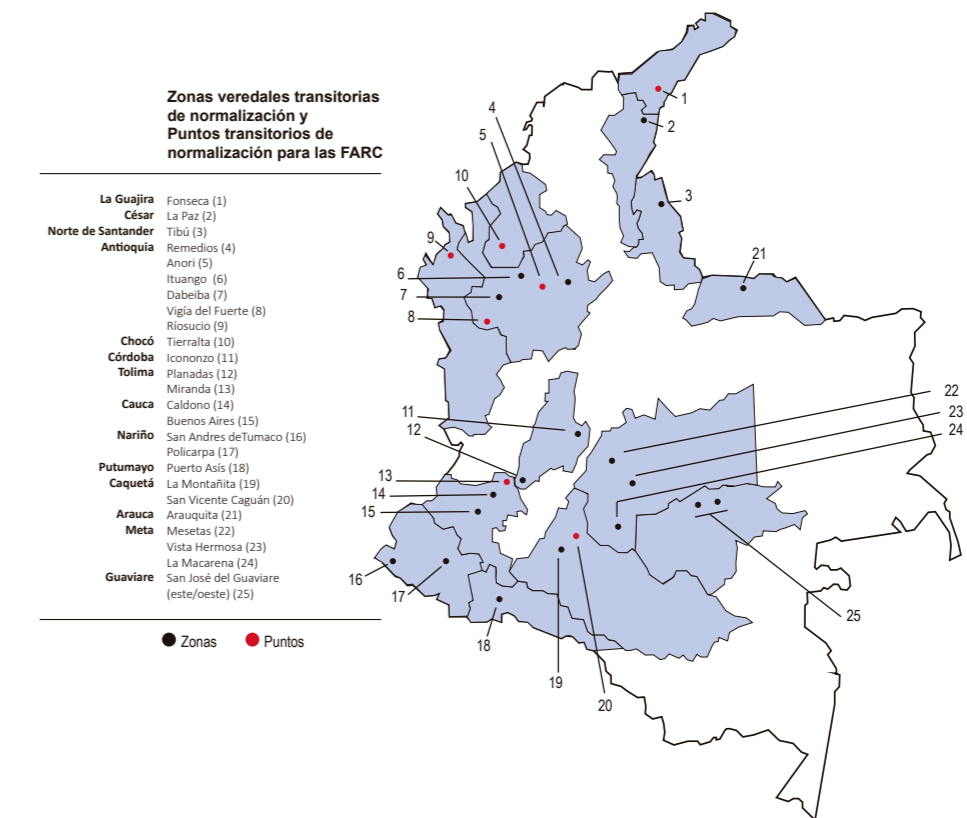 Zonas veredales transitorias
de normalización y
Puntos transitorios de
normalización para las FARC
La Guajira Fonseca (1)
César La Paz (2)
Norte de Santander Tibú (3)
Antioquia Remedios (4)
Anori (5)
Ituango (6)
Dabeiba (7)
Vigía del Fuerte (8)
Ríosucio (9)
Chocó Tierralta (10)
Córdoba Icononzo (11)
Tolima Planadas (12)
Miranda (13)
Cauca Caldono (14)
Buenos Aires (15)
Nariño San Andres deTumaco (16)
Policarpa (17)
Putumayo Puerto Asís (18)
Caquetá La Montañita (19)
San Vicente Caguán (20)
Arauca Arauquita (21)
Meta Mesetas (22)
Vista Hermosa (23)
La Macarena (24)
Guaviare San José del Guaviare
(este/oeste) (25)
Zonas Puntos
1
2
3
4
5
10
9
6
7
8
21
22
23
24
11
12
13
14
15
16
17
18
19
20
25